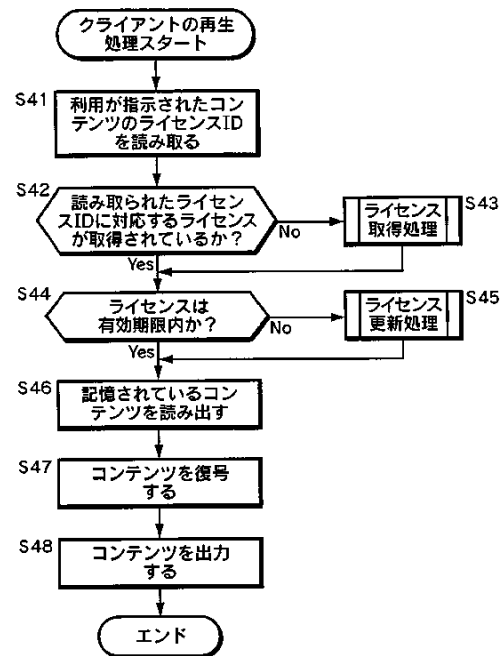 クライアントの再生
処理スタート
S41
利用が指示されたコン
テンツのライセンスID
を読み取る
S42
読み取られたライセン
スIDに対応するライセンス
が取得されているか？
No
S43
ライセンス
取得処理
Yes
S44
ライセンスは
有効期限内か？
No
S45
ライセンス
更新処理
Yes
S46
記憶されているコン
テンツを読み出す
S47
コンテンツを復号
する
S48
コンテンツを出力
する
エンド